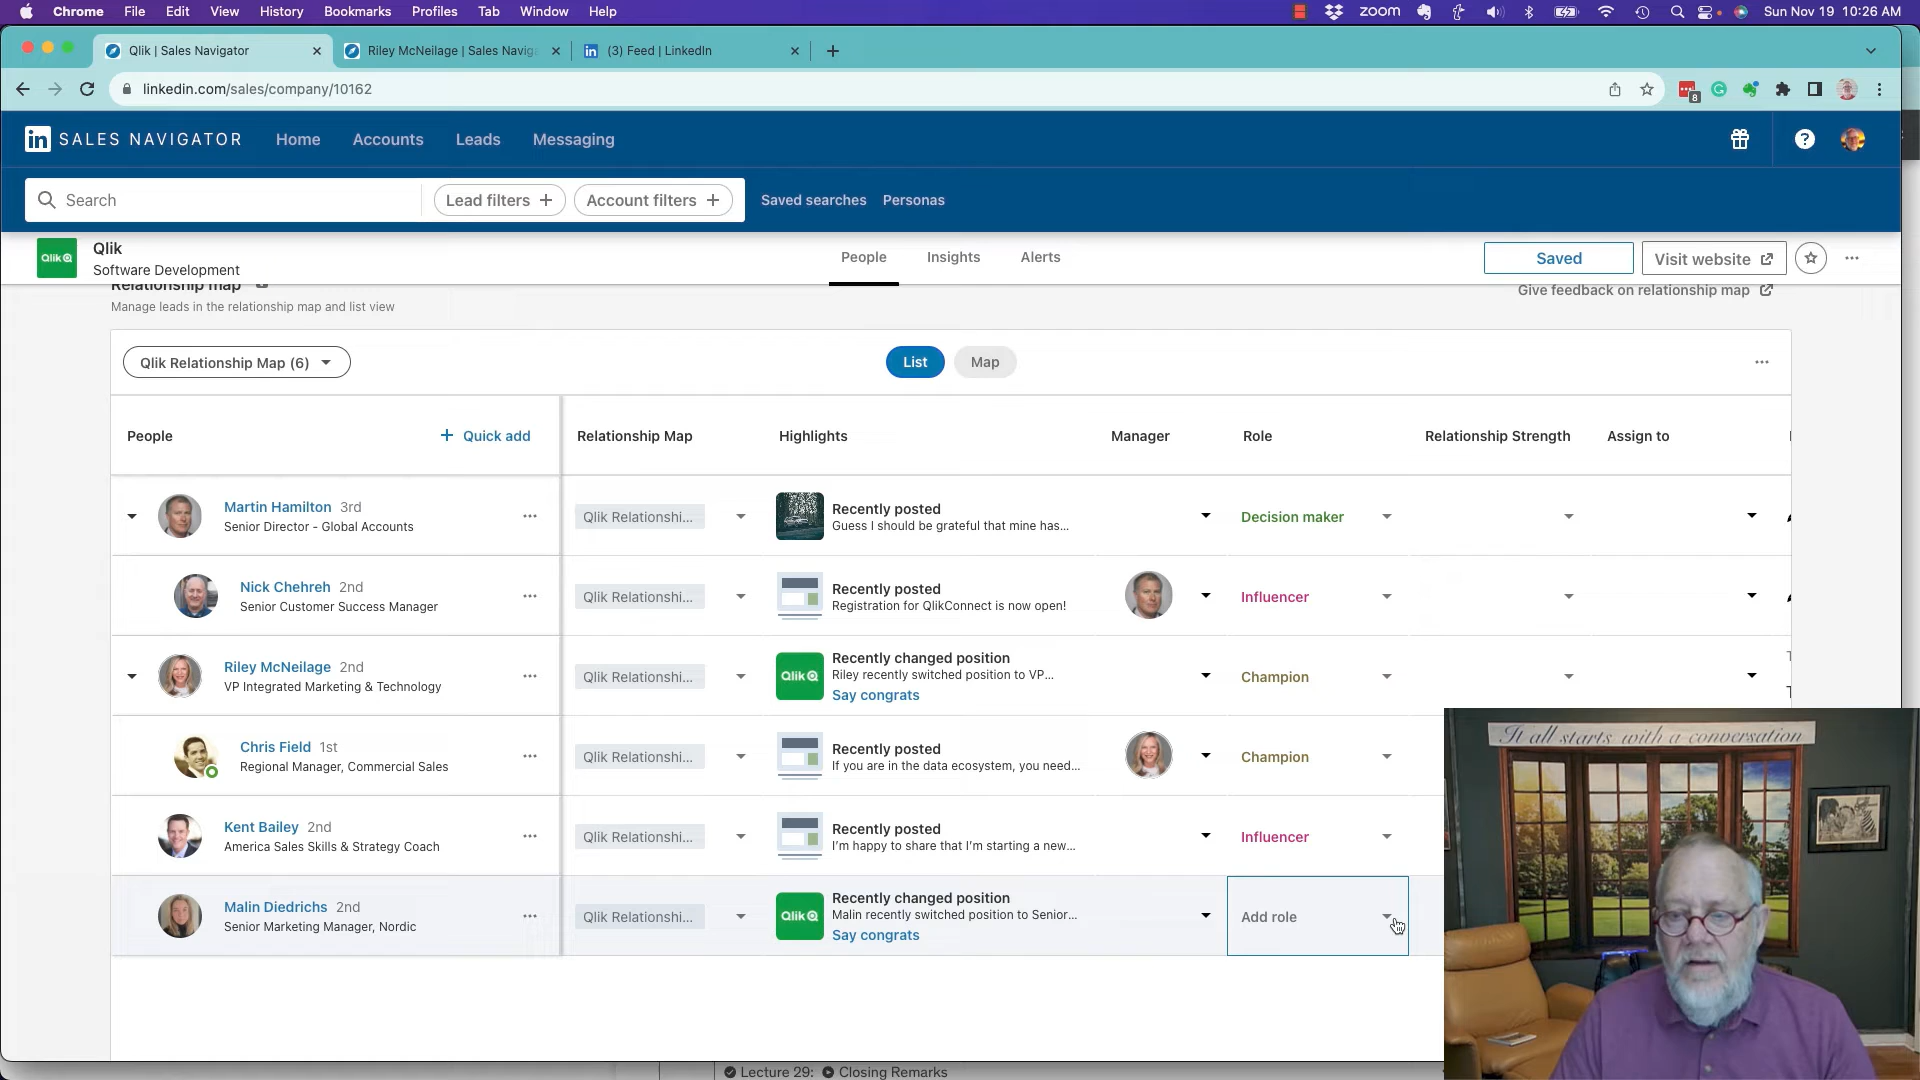 Chrome File Edit View History Bookmarks Profiles Tab Window Help zoom Sun Nov 19 10:26 AM
Qlik | Sales Navigator
Riley McNeilage | Sales Navig
(3) Feed | LinkedIn
linkedin.com/sales/company/10162
8
in SALES NAVIGATOR Home Accounts Leads Messaging
Search Lead filters + Account filters + Saved searches Personas
Qlik
Qlik
Software Development
People Insights Alerts
Saved
Visit website
Relationship map
Manage leads in the relationship map and list view
Give feedback on relationship map
Qlik Relationship Map (6)
List Map
People + Quick add Relationship Map Highlights Manager Role Relationship Strength Assign to
Martin Hamilton 3rd
Senior Director - Global Accounts
Qlik Relationshi...
Recently posted
Guess I should be grateful that mine has...
Decision maker
Nick Chehreh 2nd
Senior Customer Success Manager
Qlik Relationshi...
Recently posted
Registration for QlikConnect is now open!
Influencer
Riley McNeilage 2nd
VP Integrated Marketing & Technology
Qlik Relationshi...
Qlik
Recently changed position
Riley recently switched position to VP...
Say congrats
Champion
Chris Field 1st
Regional Manager, Commercial Sales
Qlik Relationshi...
Recently posted
If you are in the data ecosystem, you need...
Champion
Kent Bailey 2nd
America Sales Skills & Strategy Coach
Qlik Relationshi...
Recently posted
I'm happy to share that I'm starting a new...
Influencer
Malin Diedrichs 2nd
Senior Marketing Manager, Nordic
Qlik Relationshi...
Qlik
Recently changed position
Malin recently switched position to Senior...
Say congrats
Add role
It all starts with a conversation
Lecture 29: Closing Remarks